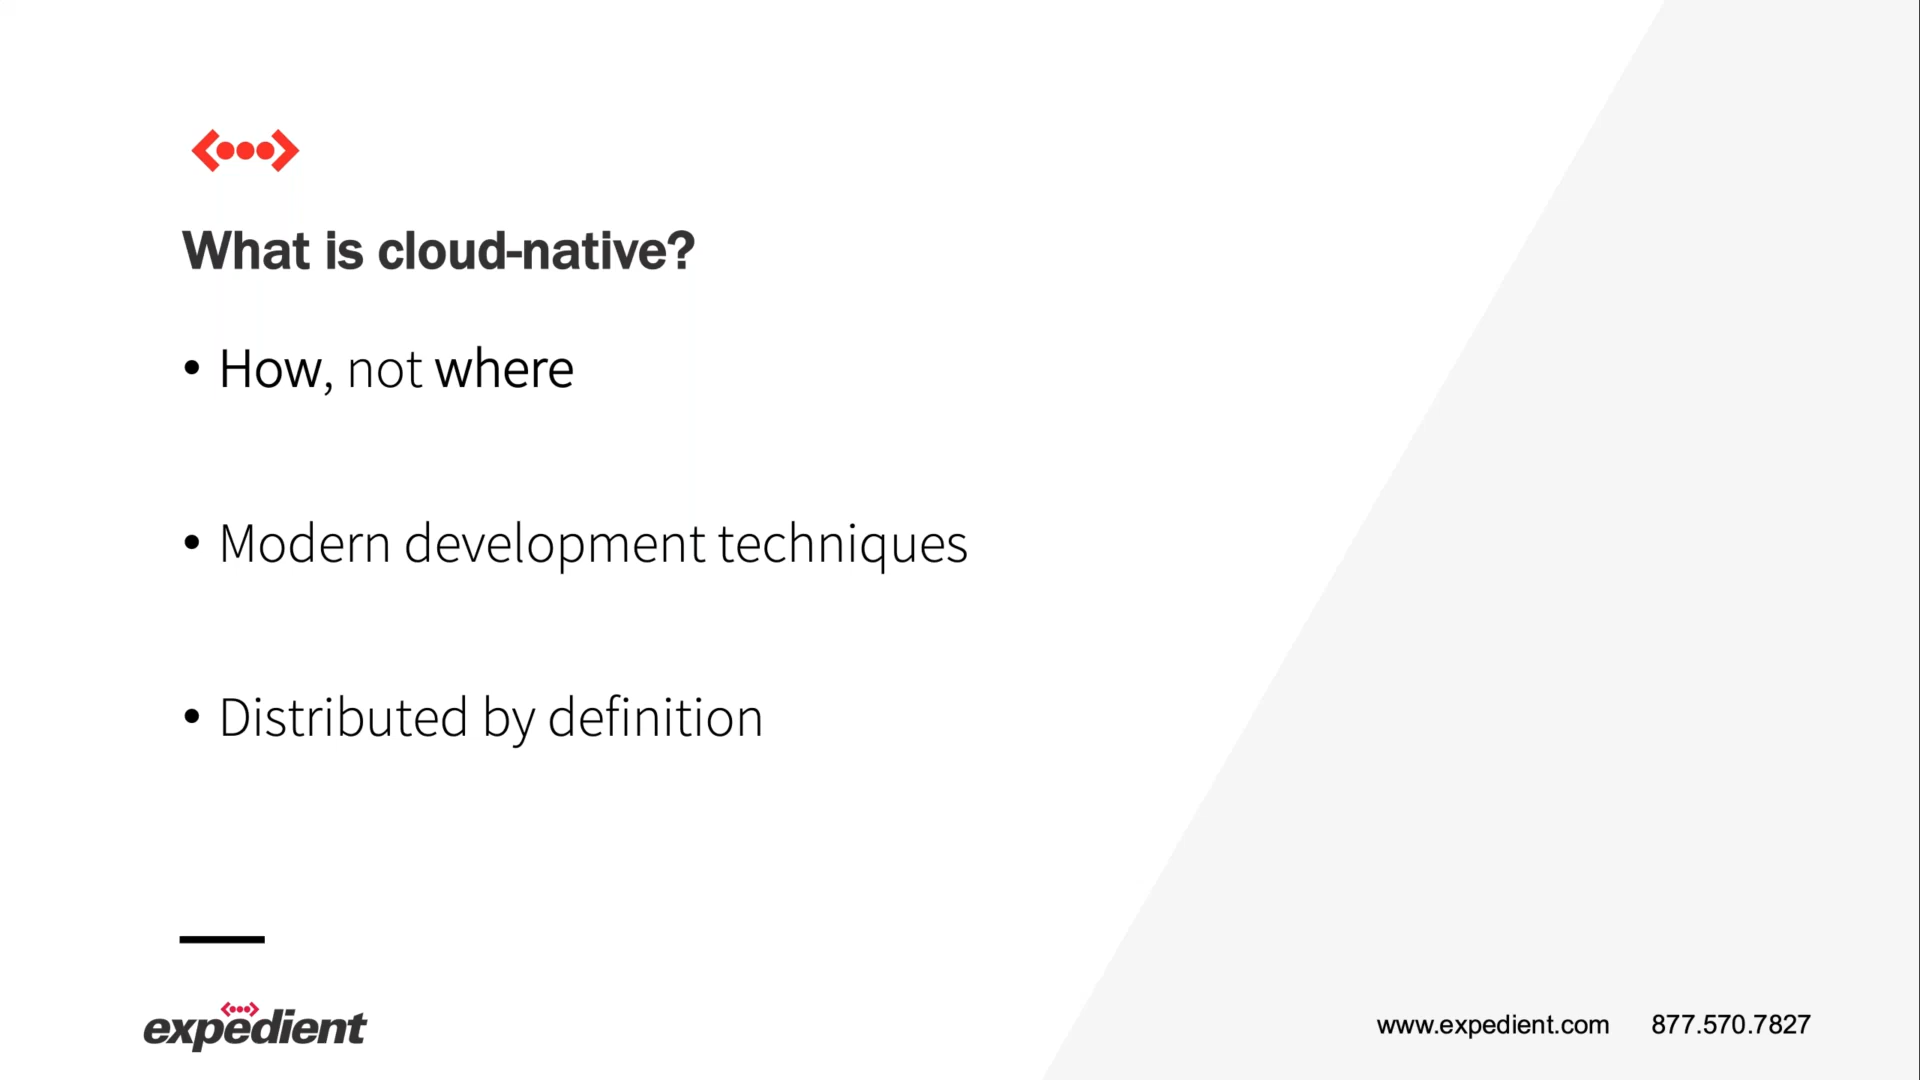 What is cloud-native?
• How, not where
• Modern development techniques
• Distributed by definition
expedient
www.expedient.com 877.570.7827